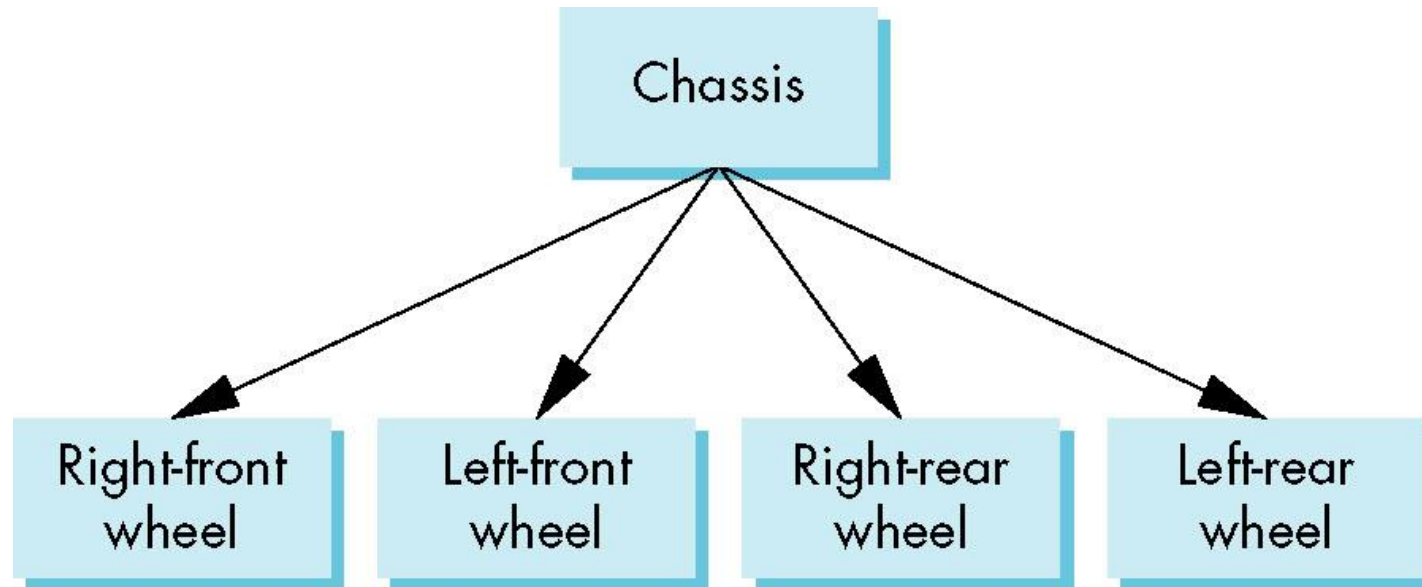 Chassis
Right-front
wheel
Left-front
wheel
Right-rear
wheel
Left-rear
wheel